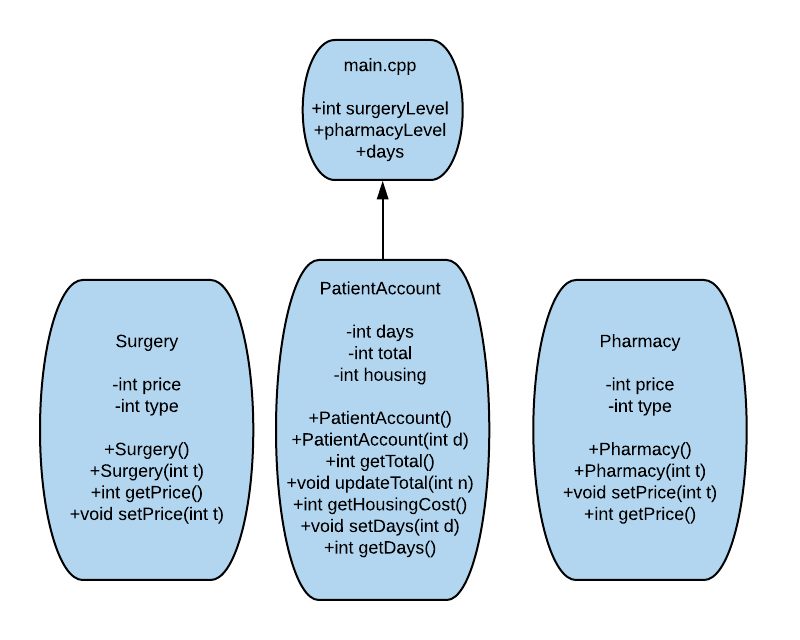 main.cpp
+int surgeryLevel
+pharmacyLevel
+days
Surgery
-int price
-int type
+Surgery()
+Surgery(int t)
+int getPrice()
+void setPrice(int t)
PatientAccount
-int days
-int total
-int housing
+PatientAccount()
+PatientAccount(int d)
+int getTotal()
+void updateTotal(int n)
+int getHousingCost()
+void setDays(int d)
+int getDays()
Pharmacy
-int price
-int type
+Pharmacy()
+Pharmacy(int t)
+void setPrice(int t)
+int getPrice()